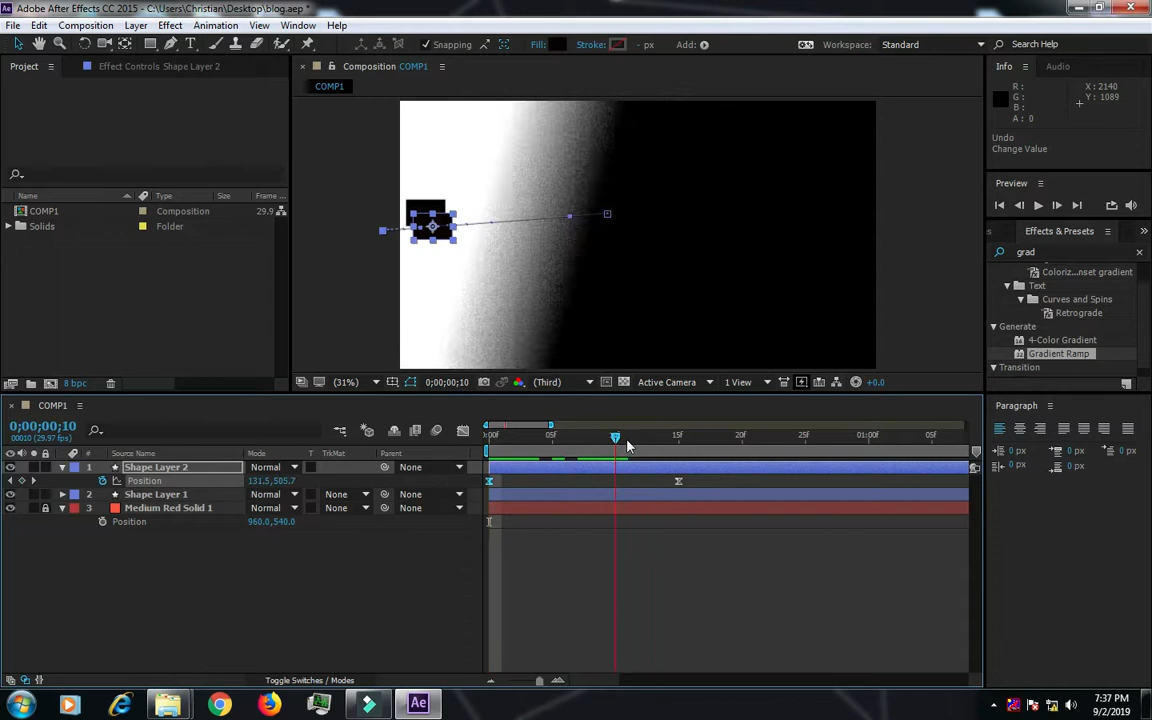 Adobe After Effects CC 2015 - C:\Users\Christian\Desktop\blog.aep *
File Edit Composition Layer Effect Animation View Window Help
Snapping Fill: Stroke: - px Add: Workspace: Standard Search Help
Project Effect Controls Shape Layer 2
Composition COMP1
COMP1
Info Audio
R :
G :
B :
A : 0
X : 2140
Y : 1089
Undo
Change Value
Preview
Effects & Presets
grad
Coloriz...nset gradient
Text
Curves and Spins
Retrograde
Generate
4-Color Gradient
Gradient Ramp
Transition
Name Type Size Frame ...
COMP1 Composition 29.9
Solids Folder
8 bpc
(31%) 0;00;00;10 (Third) Active Camera 1 View +0.0
COMP1
0;00;00;10
00010 (29.97 fps)
:00f 05f 15f 20f 25f 01:00f 05f
# Source Name Mode T TrkMat Parent
1 Shape Layer 2 Normal None
Position 131.5,505.7
2 Shape Layer 1 Normal None None
3 Medium Red Solid 1 Normal None None
Position 960.0,540.0
Toggle Switches / Modes
Paragraph
0 px 0 px 0 px
0 px 0 px
7:37 PM
9/2/2019